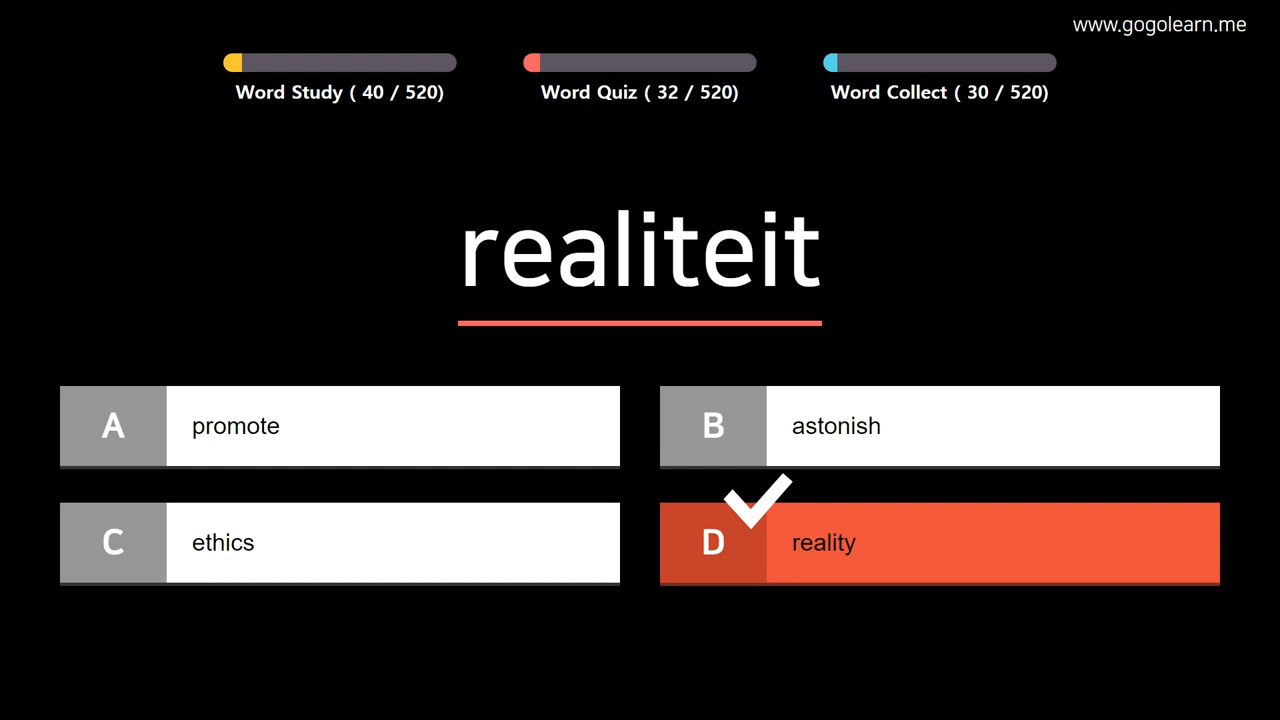 www.gogolearn.me
Word Study ( 40 / 520)
Word Quiz ( 32 / 520)
Word Collect ( 30 / 520)
realiteit
A promote
B astonish
C ethics
D reality